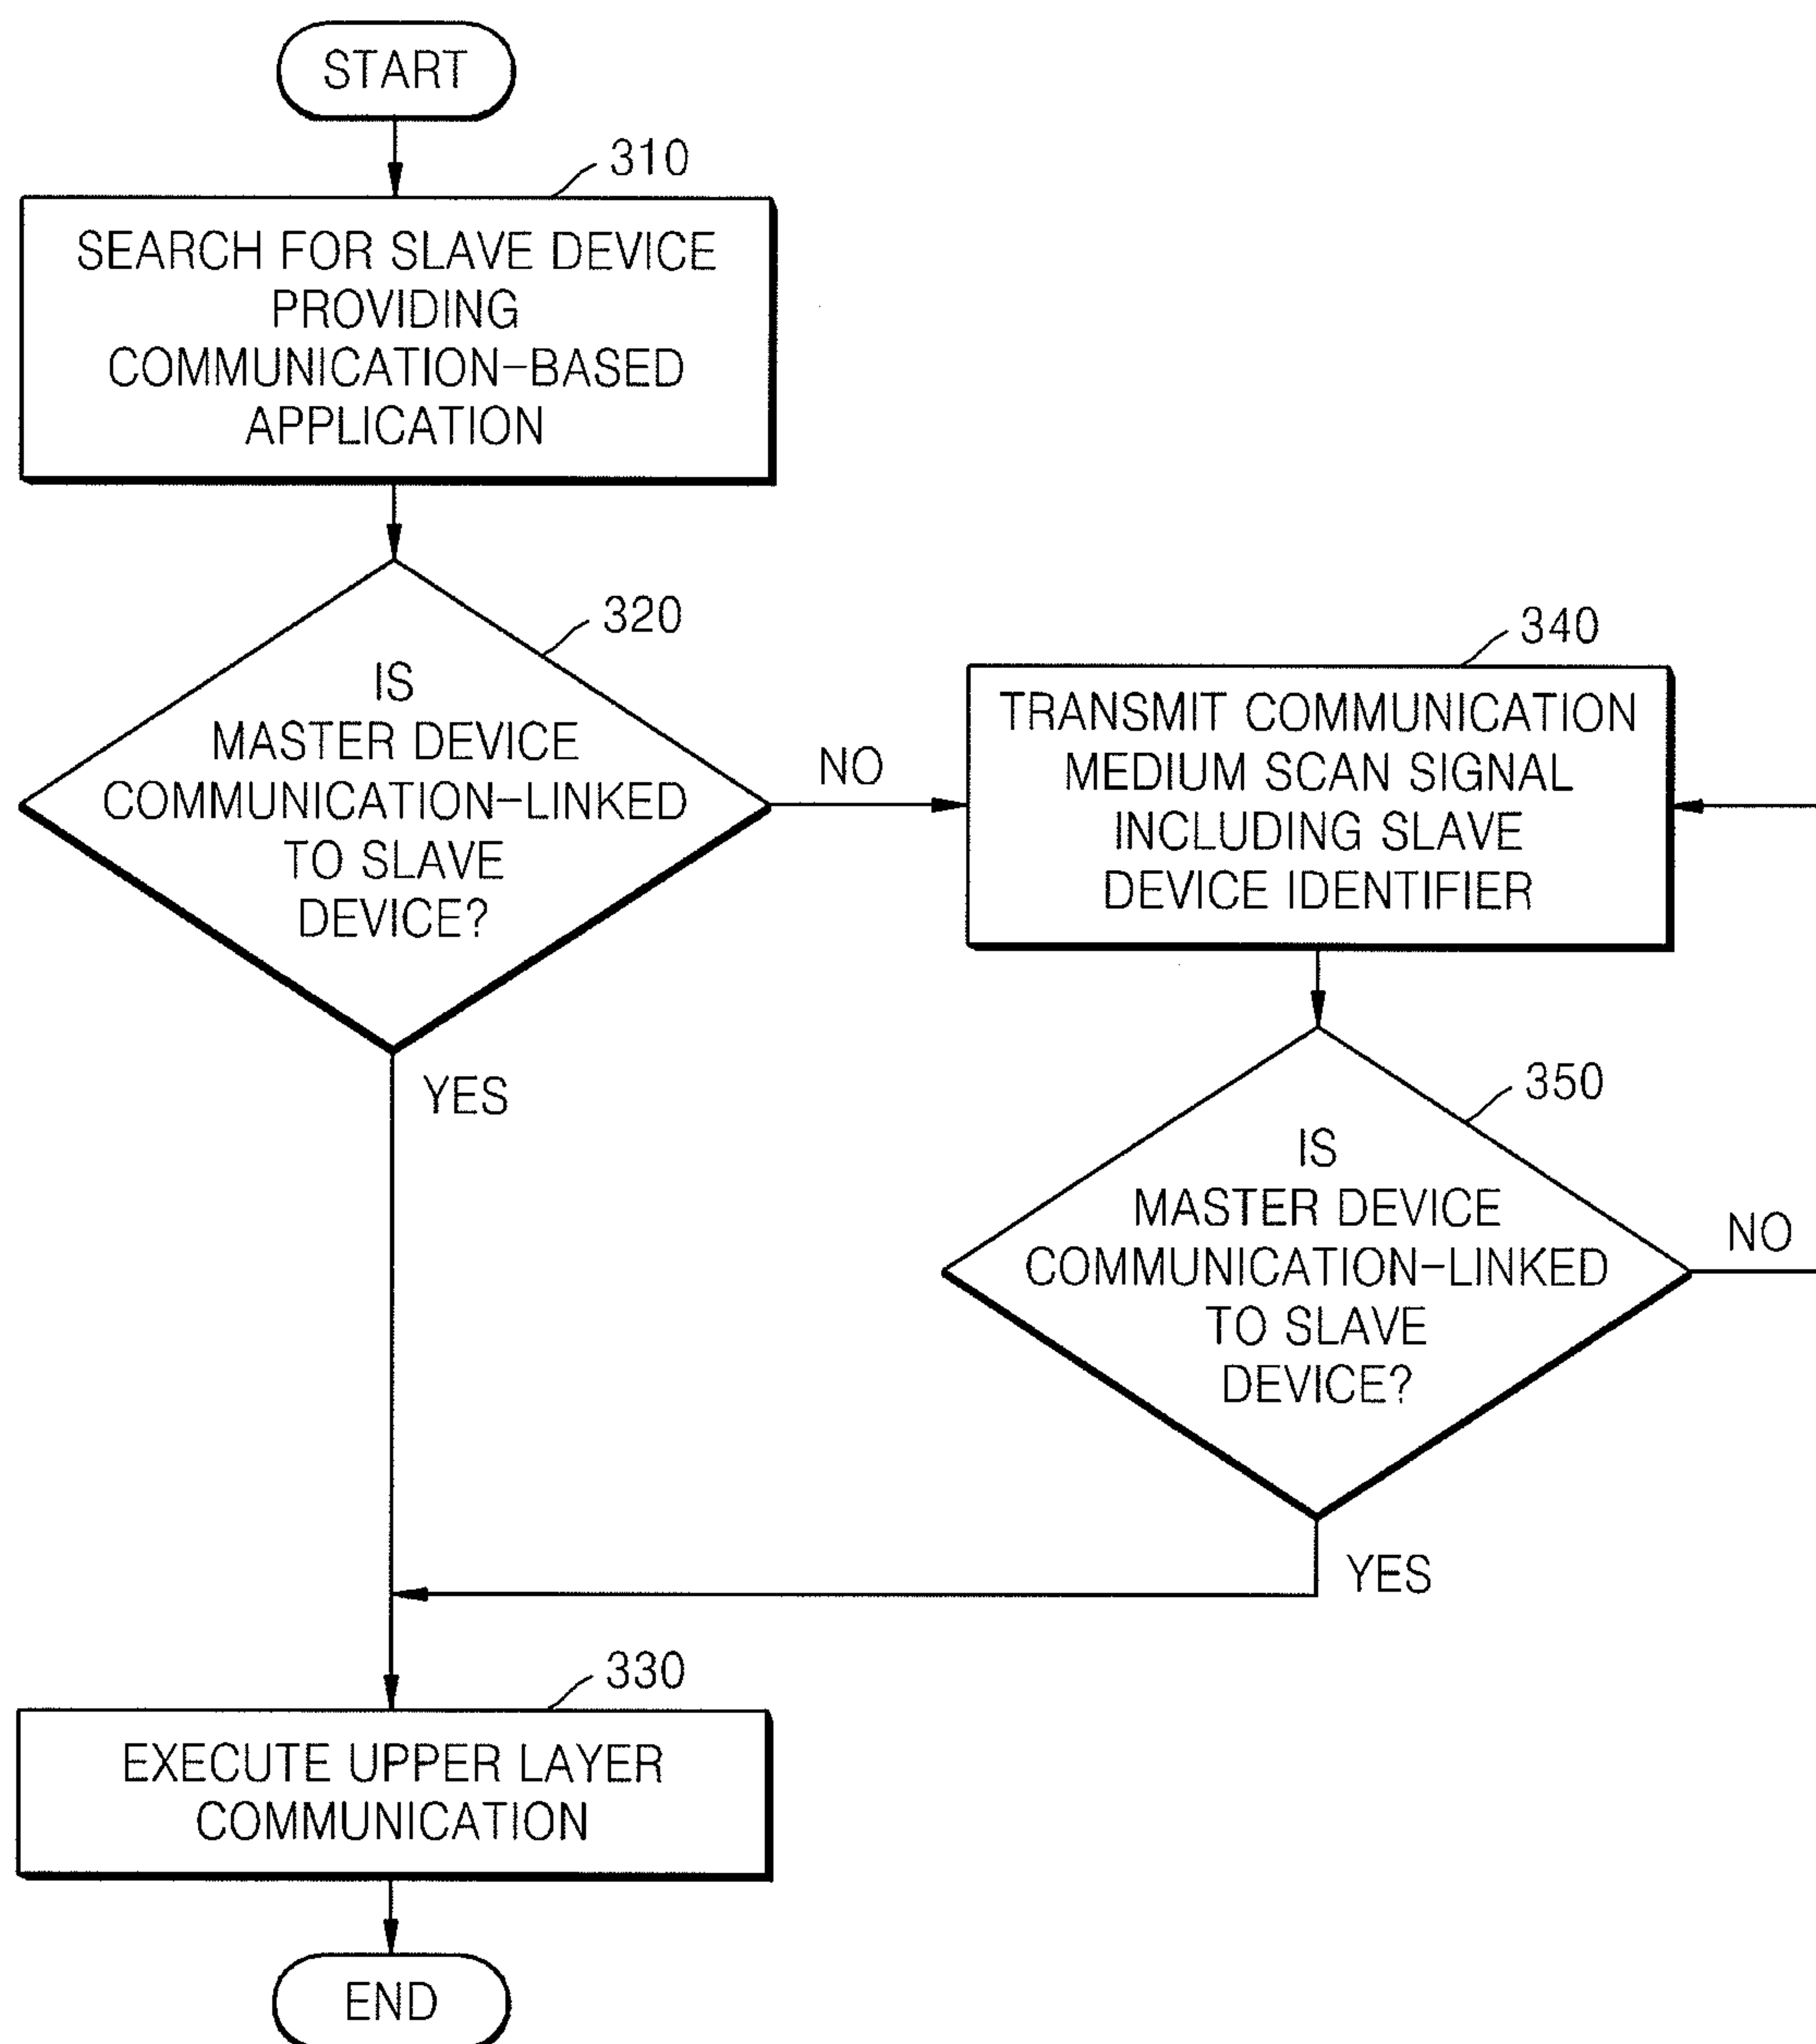 START
310
SEARCH FOR SLAVE DEVICE
PROVIDING
COMMUNICATION-BASED
APPLICATION
320
IS
MASTER DEVICE
COMMUNICATION-LINKED
TO SLAVE
DEVICE?
NO
YES
340
TRANSMIT COMMUNICATION
MEDIUM SCAN SIGNAL
INCLUDING SLAVE
DEVICE IDENTIFIER
350
IS
MASTER DEVICE
COMMUNICATION-LINKED
TO SLAVE
DEVICE?
NO
YES
330
EXECUTE UPPER LAYER
COMMUNICATION
END